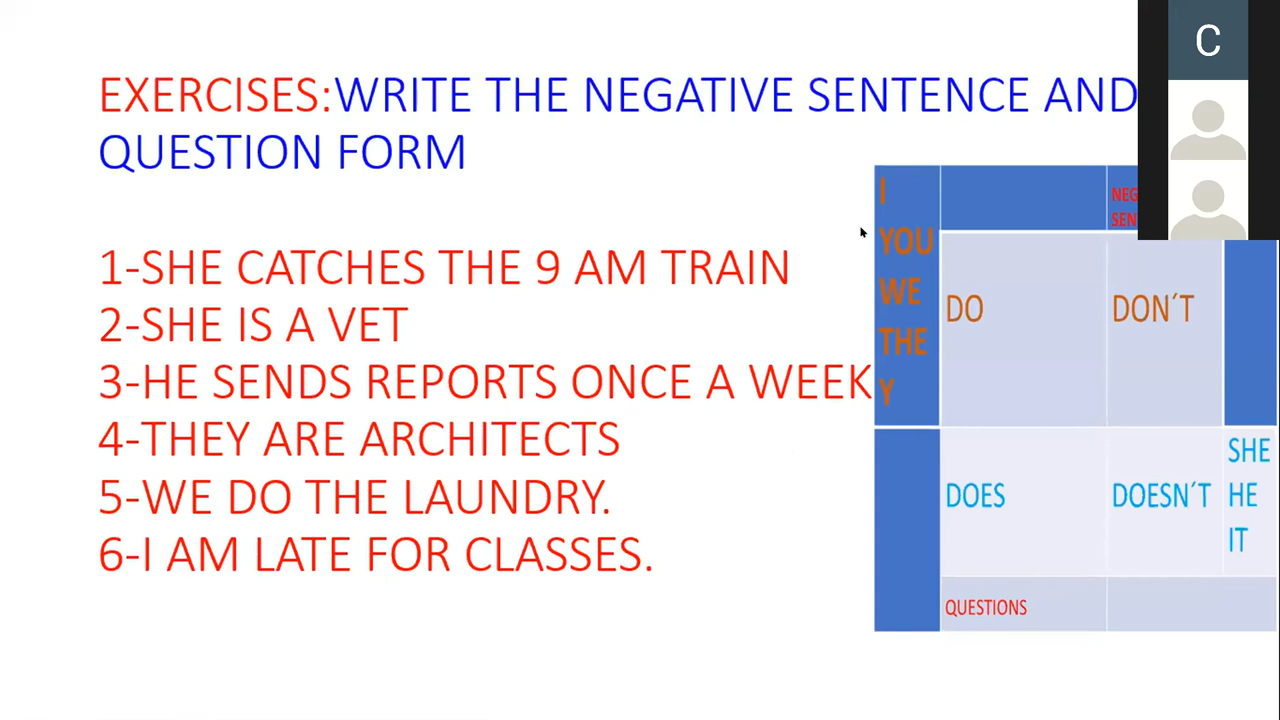 EXERCISES:WRITE THE NEGATIVE SENTENCE AND
QUESTION FORM
1-SHE CATCHES THE 9 AM TRAIN
2-SHE IS A VET
3-HE SENDS REPORTS ONCE A WEEK
4-THEY ARE ARCHITECTS
5-WE DO THE LAUNDRY.
6-I AM LATE FOR CLASSES.
C
I
YOU
WE
THE
Y
DO
DON´T
DOES
DOESN´T
SHE
HE
IT
QUESTIONS